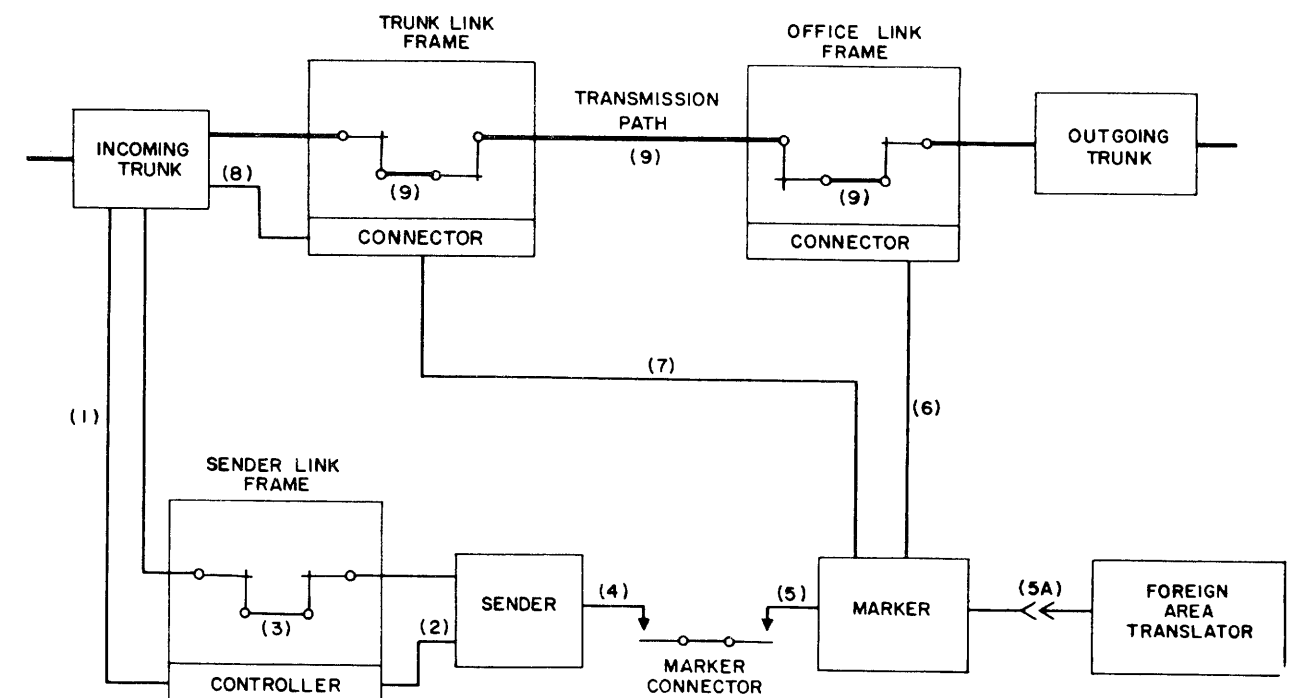 TRUNK LINK
FRAME
OFFICE LINK
FRAME
INCOMING
TRUNK
(8)
(9)
CONNECTOR
TRANSMISSION
PATH
(9)
(9)
CONNECTOR
OUTGOING
TRUNK
(7)
(6)
(1)
SENDER LINK
FRAME
(3)
CONTROLLER
(2)
SENDER
(4)
(5)
MARKER
CONNECTOR
MARKER
(5A)
FOREIGN
AREA
TRANSLATOR